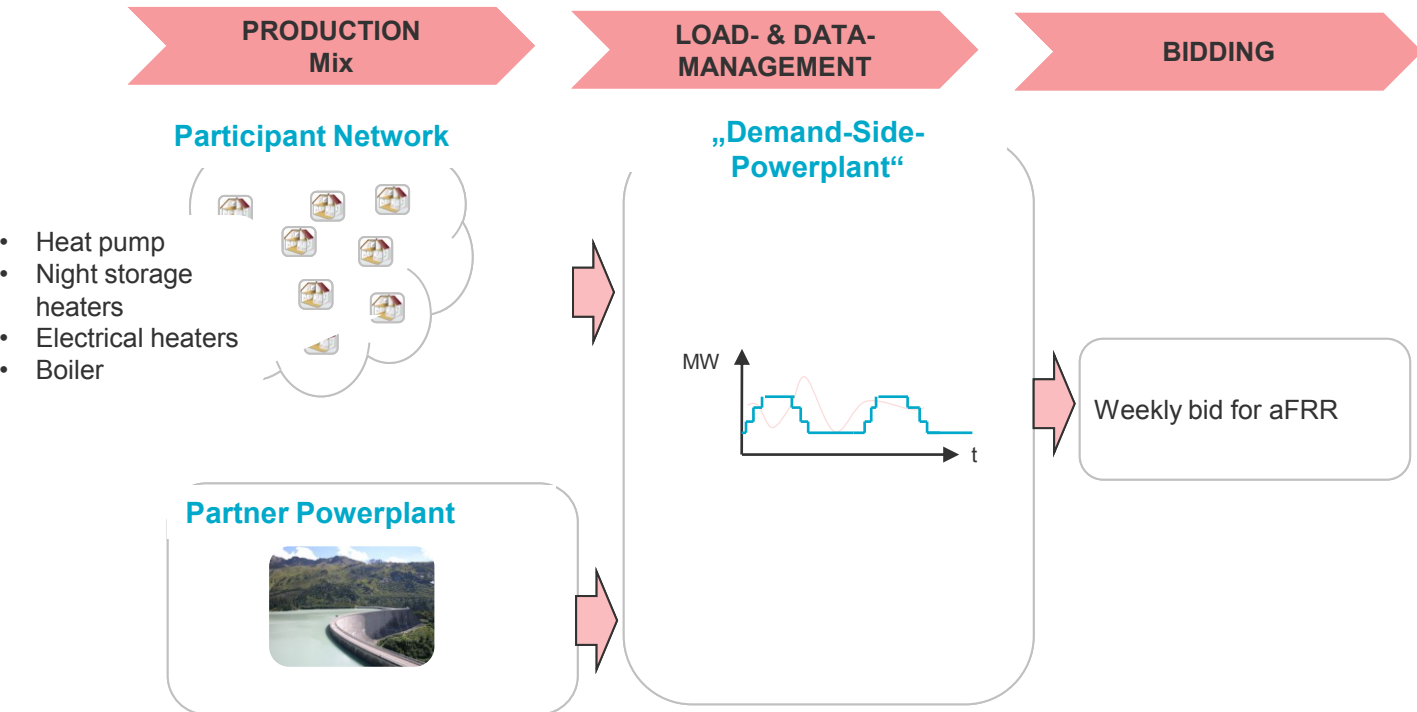 PRODUCTION
Mix
LOAD- & DATA-
MANAGEMENT
BIDDING
Participant Network
• Heat pump
• Night storage
heaters
• Electrical heaters
• Boiler
Partner Powerplant
„Demand-Side-
Powerplant“
MW
t
Weekly bid for aFRR